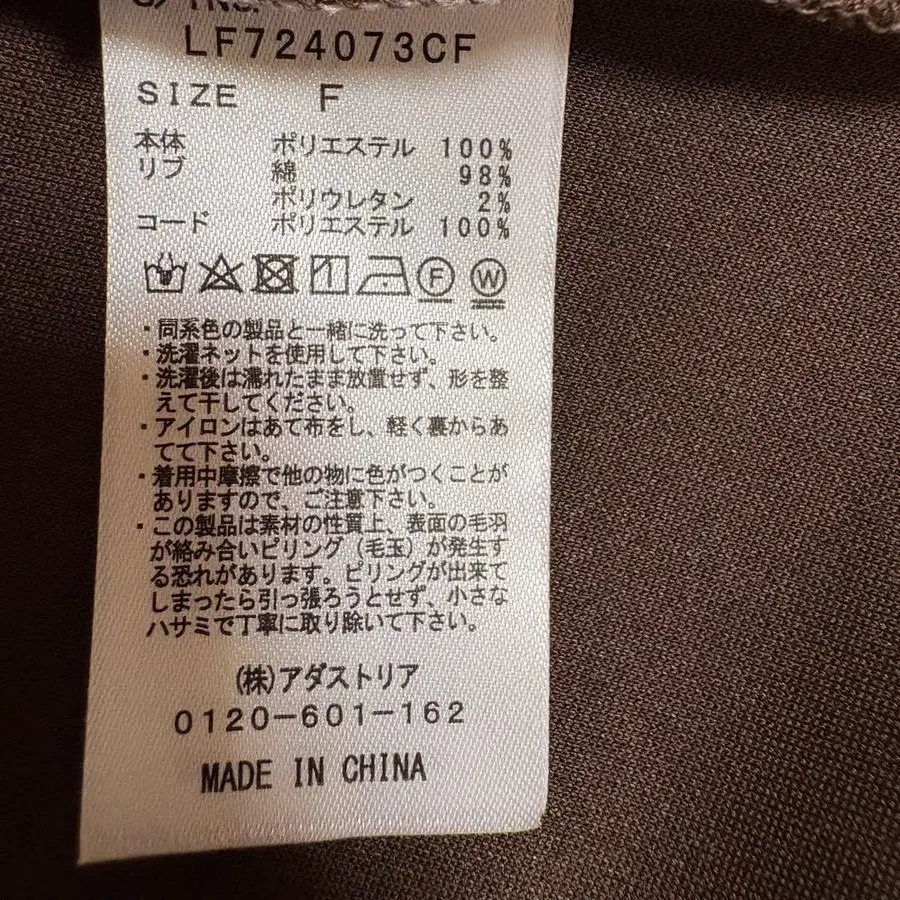 LF724073CF
SIZE F
本体 ポリエステル 100%
リブ 綿 98%
ポリウレタン 2%
コード ポリエステル 100%
F W
・同系色の製品と一緒に洗って下さい。
・洗濯ネットを使用して下さい。
・洗濯後は濡れたまま放置せず、形を整
えて干してください。
・アイロンはあて布をし、軽く裏からあ
てて下さい。
・着用中摩擦で他の物に色がつくことが
ありますので、ご注意下さい。
・この製品は素材の性質上、表面の毛羽
が絡み合いピリング（毛玉）が発生す
る恐れがあります。ピリングが出来て
しまったら引っ張ろうとせず、小さな
ハサミで丁寧に取り除いて下さい。
(株)アダストリア
0120-601-162
MADE IN CHINA